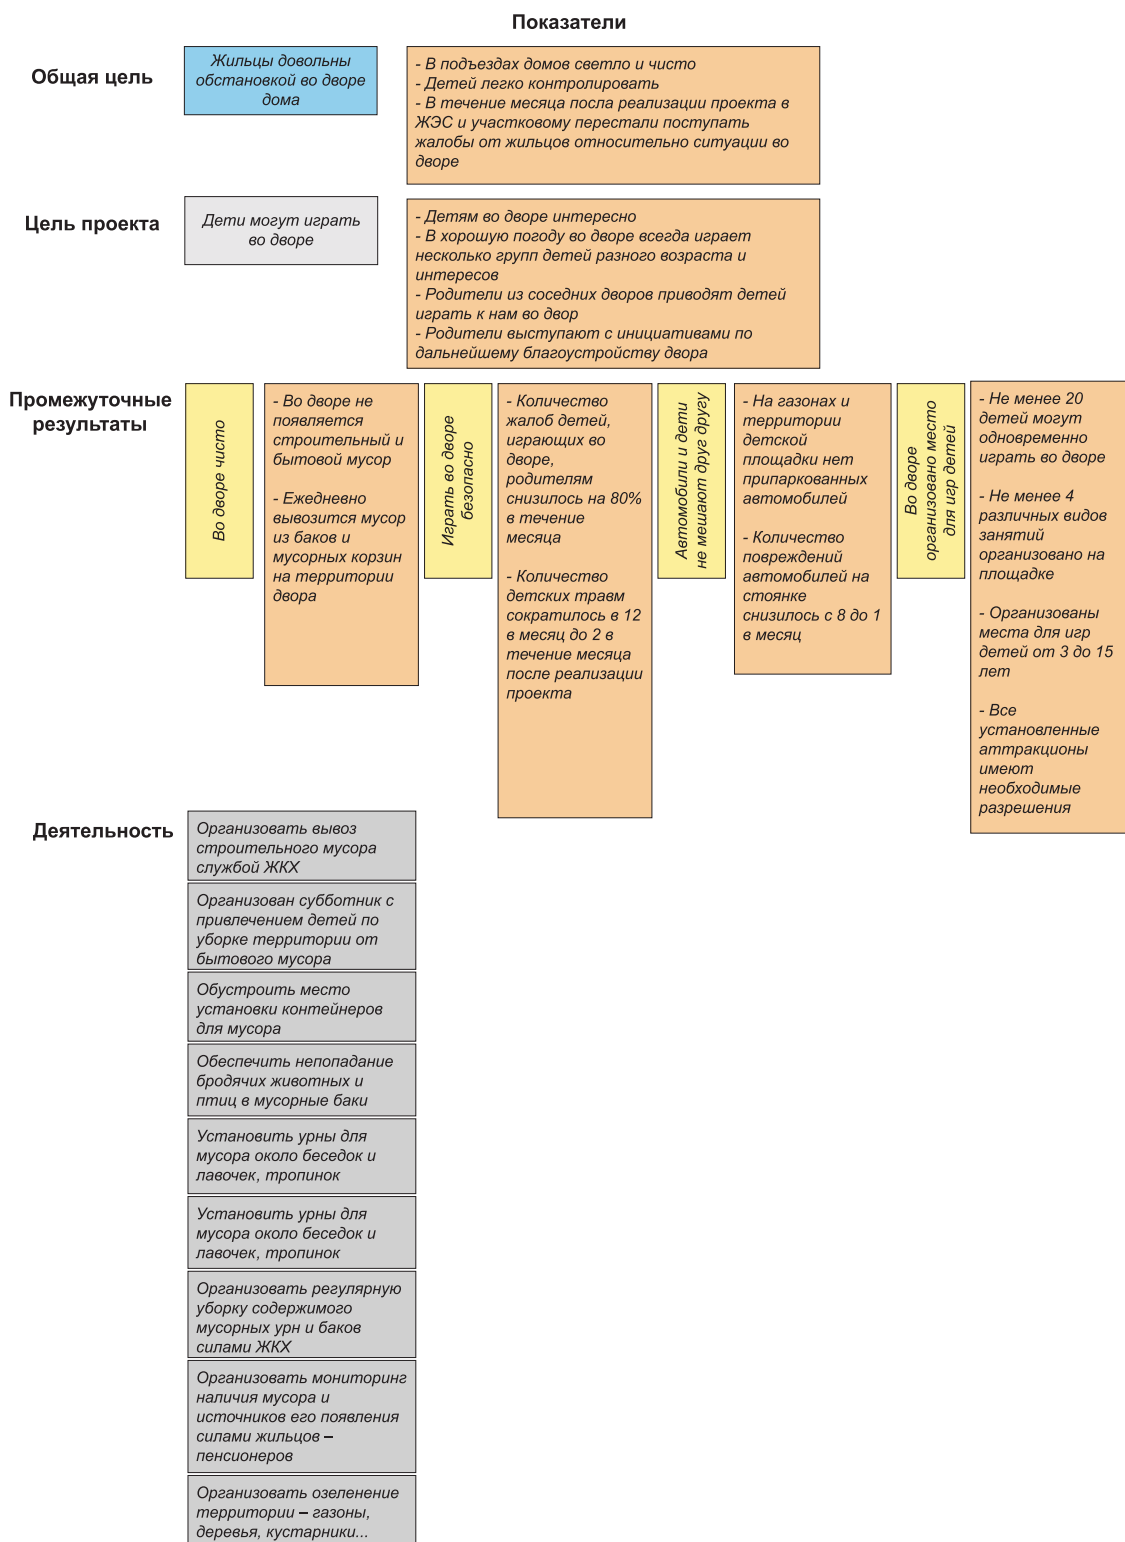 Показатели
Общая цель
Жильцы довольны
обстановкой во дворе
дома
- В подъездах домов светло и чисто
- Детей легко контролировать
- В течение месяца посла реализации проекта в
ЖЭС и участковому перестали поступать
жалобы от жильцов относительно ситуации во
дворе
Цель проекта
Дети могут играть
во дворе
- Детям во дворе интересно
- В хорошую погоду во дворе всегда играет
несколько групп детей разного возраста и
интересов
- Родители из соседних дворов приводят детей
играть к нам во двор
- Родители выступают с инициативами по
дальнейшему благоустройству двора
Промежуточные
результаты
Во дворе чисто
- Во дворе не
появляется
строительный и
бытовой мусор
- Ежедневно
вывозится мусор
из баков и
мусорных корзин
на территории
двора
Играть во дворе
безопасно
- Количество
жалоб детей,
играющих во
дворе,
родителям
снизилось на 80%
в течение
месяца
- Количество
детских травм
сократилось в 12
в месяц до 2 в
течение месяца
после реализации
проекта
Автомобили и дети
не мешают друг другу
- На газонах и
территории
детской
площадки нет
припаркованных
автомобилей
- Количество
повреждений
автомобилей на
стоянке
снизилось с 8 до 1
в месяц
Во дворе
организовано место
для игр детей
- Не менее 20
детей могут
одновременно
играть во дворе
- Не менее 4
различных видов
занятий
организовано на
площадке
- Организованы
места для игр
детей от 3 до 15
лет
- Все
установленные
аттракционы
имеют
необходимые
разрешения
Деятельность
Организовать вывоз
строительного мусора
службой ЖКХ
Организован субботник с
привлечением детей по
уборке территории от
бытового мусора
Обустроить место
установки контейнеров
для мусора
Обеспечить непопадание
бродячих животных и
птиц в мусорные баки
Установить урны для
мусора около беседок и
лавочек, тропинок
Установить урны для
мусора около беседок и
лавочек, тропинок
Организовать регулярную
уборку содержимого
мусорных урн и баков
силами ЖКХ
Организовать мониторинг
наличия мусора и
источников его появления
силами жильцов –
пенсионеров
Организовать озеленение
территории – газоны,
деревья, кустарники...